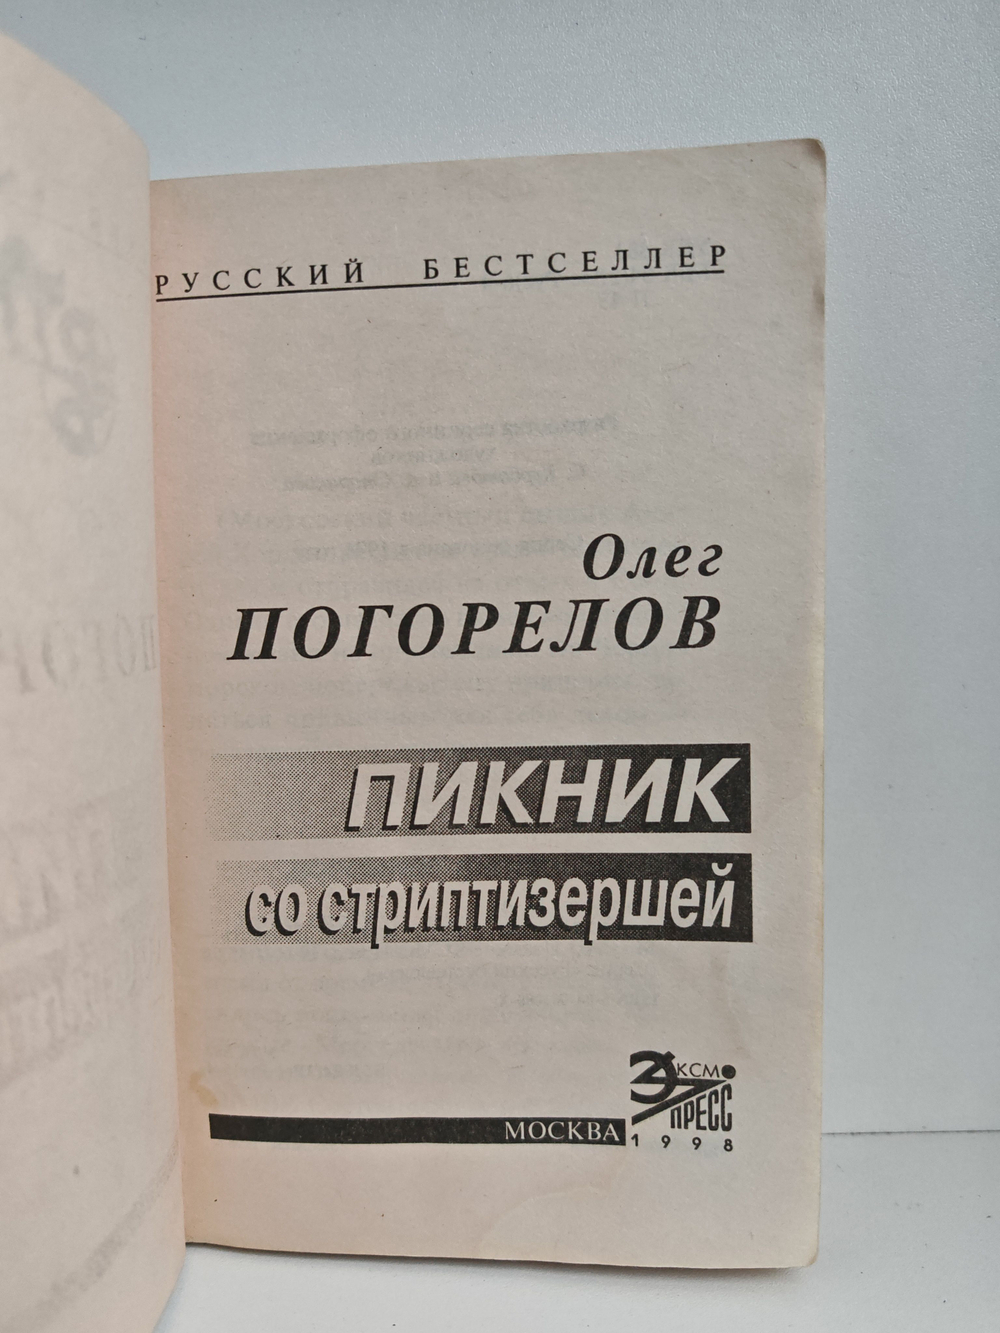 РУССКИЙ БЕСТСЕЛЛЕР
Олег
ПОГОРЕЛОВ
ПИКНИК
со стриптизершей
ЭКСМО
ПРЕСС
МОСКВА 1998